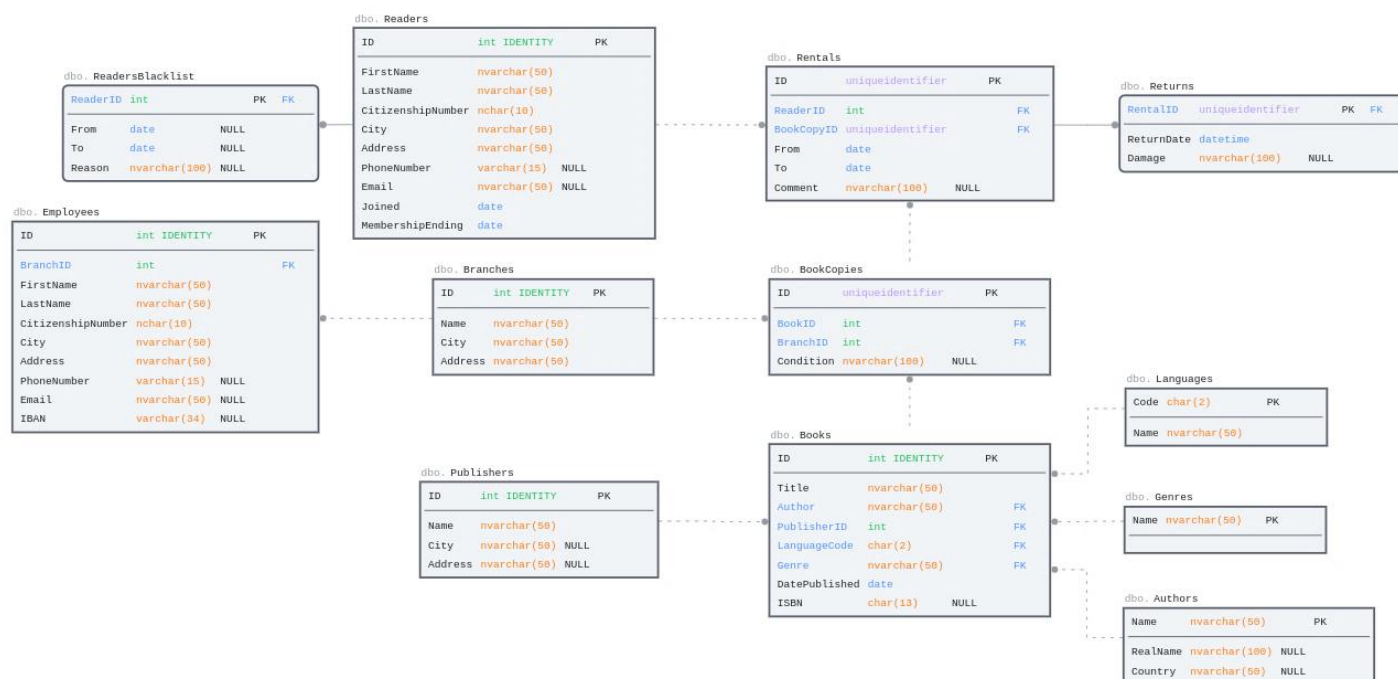 dbo. Readers
ID int IDENTITY PK
FirstName nvarchar(50)
LastName nvarchar(50)
CitizenshipNumber nchar(10)
City nvarchar(50)
Address nvarchar(50)
PhoneNumber varchar(15) NULL
Email nvarchar(50) NULL
Joined date
MembershipEnding date
dbo. ReadersBlacklist
ReaderID int PK FK
From date NULL
To date NULL
Reason nvarchar(100) NULL
dbo. Rentals
ID uniqueidentifier PK
ReaderID int FK
BookCopyID uniqueidentifier FK
From date
To date
Comment nvarchar(100) NULL
dbo. Returns
RentalID uniqueidentifier PK FK
ReturnDate datetime
Damage nvarchar(100) NULL
dbo. Employees
ID int IDENTITY PK
BranchID int FK
FirstName nvarchar(50)
LastName nvarchar(50)
CitizenshipNumber nchar(10)
City nvarchar(50)
Address nvarchar(50)
PhoneNumber varchar(15) NULL
Email nvarchar(50) NULL
IBAN varchar(34) NULL
dbo. Branches
ID int IDENTITY PK
Name nvarchar(50)
City nvarchar(50)
Address nvarchar(50)
dbo. BookCopies
ID uniqueidentifier PK
BookID int FK
BranchID int FK
Condition nvarchar(100) NULL
dbo. Languages
Code char(2) PK
Name nvarchar(50)
dbo. Books
ID int IDENTITY PK
Title nvarchar(50)
Author nvarchar(50) FK
PublisherID int FK
LanguageCode char(2) FK
Genre nvarchar(50) FK
DatePublished date
ISBN char(13) NULL
dbo. Publishers
ID int IDENTITY PK
Name nvarchar(50)
City nvarchar(50) NULL
Address nvarchar(50) NULL
dbo. Genres
Name nvarchar(50) PK
dbo. Authors
Name nvarchar(50) PK
RealName nvarchar(100) NULL
Country nvarchar(50) NULL